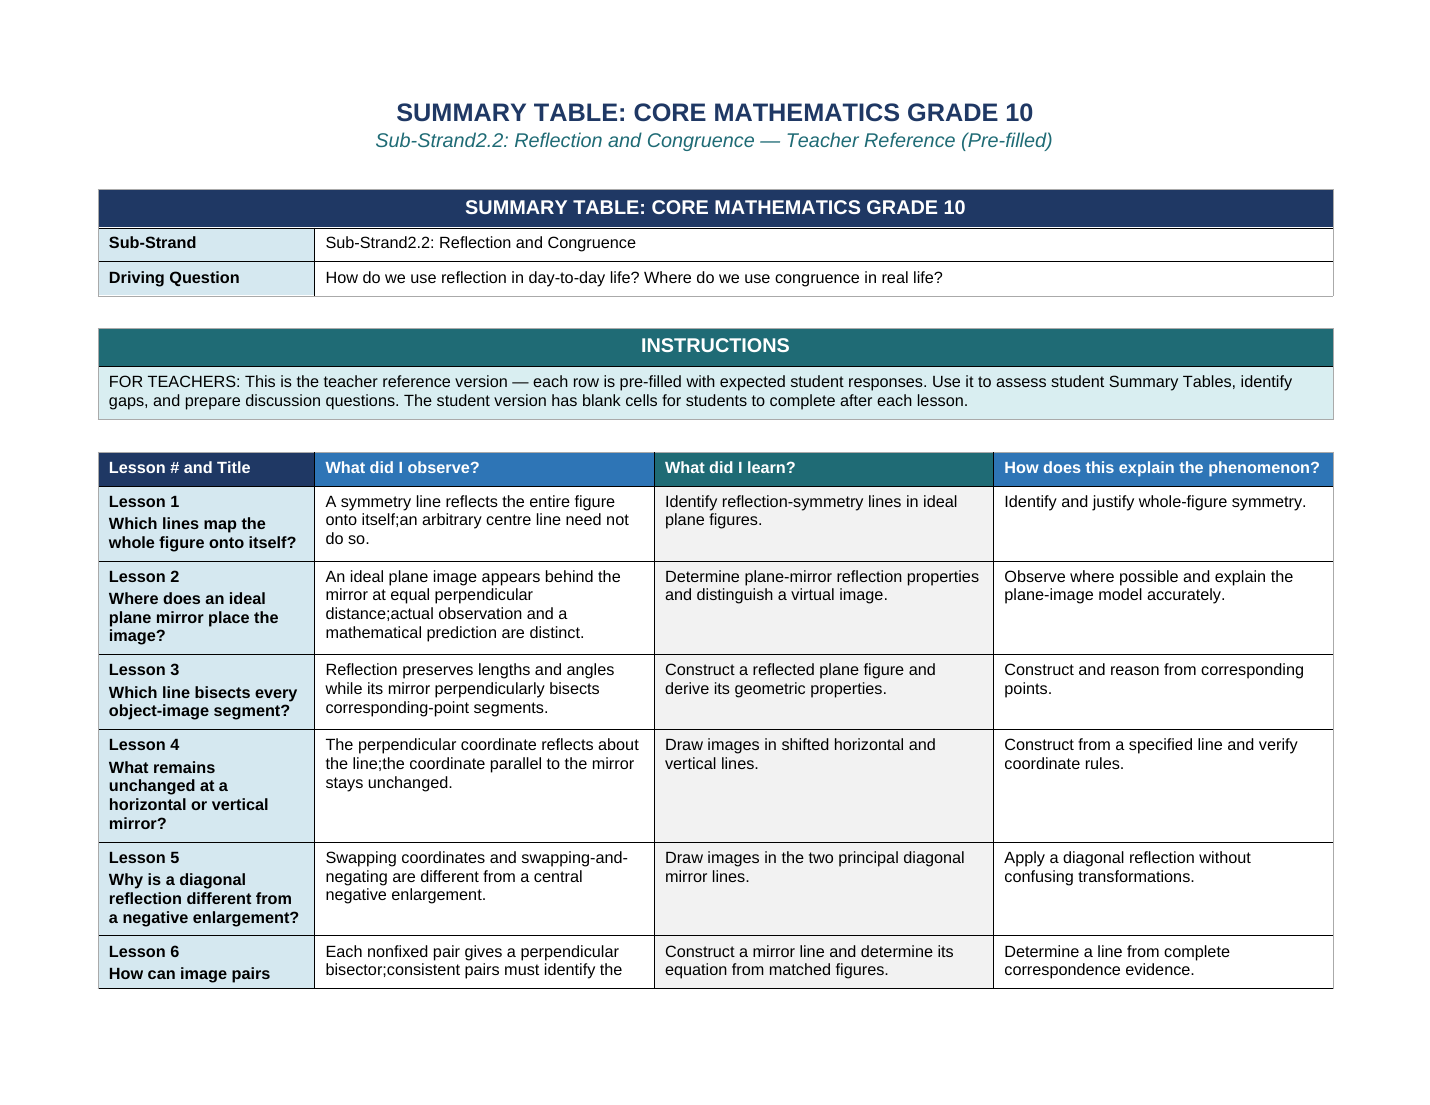 SUMMARY TABLE: CORE MATHEMATICS GRADE 10
Sub-Strand2.2: Reflection and Congruence — Teacher Reference (Pre-filled)
SUMMARY TABLE: CORE MATHEMATICS GRADE 10
Sub-Strand
Sub-Strand2.2: Reflection and Congruence
Driving Question
How do we use reflection in day-to-day life? Where do we use congruence in real life?
INSTRUCTIONS
FOR TEACHERS: This is the teacher reference version — each row is pre-filled with expected student responses. Use it to assess student Summary Tables, identify
gaps, and prepare discussion questions. The student version has blank cells for students to complete after each lesson.
Lesson # and Title
What did I observe?
What did I learn?
How does this explain the phenomenon?
Lesson 1
Which lines map the
whole figure onto itself?
A symmetry line reflects the entire figure
onto itself;an arbitrary centre line need not
do so.
Identify reflection-symmetry lines in ideal
plane figures.
Identify and justify whole-figure symmetry.
Lesson 2
Where does an ideal
plane mirror place the
image?
An ideal plane image appears behind the
mirror at equal perpendicular
distance;actual observation and a
mathematical prediction are distinct.
Determine plane-mirror reflection properties
and distinguish a virtual image.
Observe where possible and explain the
plane-image model accurately.
Lesson 3
Which line bisects every
object-image segment?
Reflection preserves lengths and angles
while its mirror perpendicularly bisects
corresponding-point segments.
Construct a reflected plane figure and
derive its geometric properties.
Construct and reason from corresponding
points.
Lesson 4
What remains
unchanged at a
horizontal or vertical
mirror?
The perpendicular coordinate reflects about
the line;the coordinate parallel to the mirror
stays unchanged.
Draw images in shifted horizontal and
vertical lines.
Construct from a specified line and verify
coordinate rules.
Lesson 5
Why is a diagonal
reflection different from
a negative enlargement?
Swapping coordinates and swapping-and-
negating are different from a central
negative enlargement.
Draw images in the two principal diagonal
mirror lines.
Apply a diagonal reflection without
confusing transformations.
Lesson 6
How can image pairs
Each nonfixed pair gives a perpendicular
bisector;consistent pairs must identify the
Construct a mirror line and determine its
equation from matched figures.
Determine a line from complete
correspondence evidence.